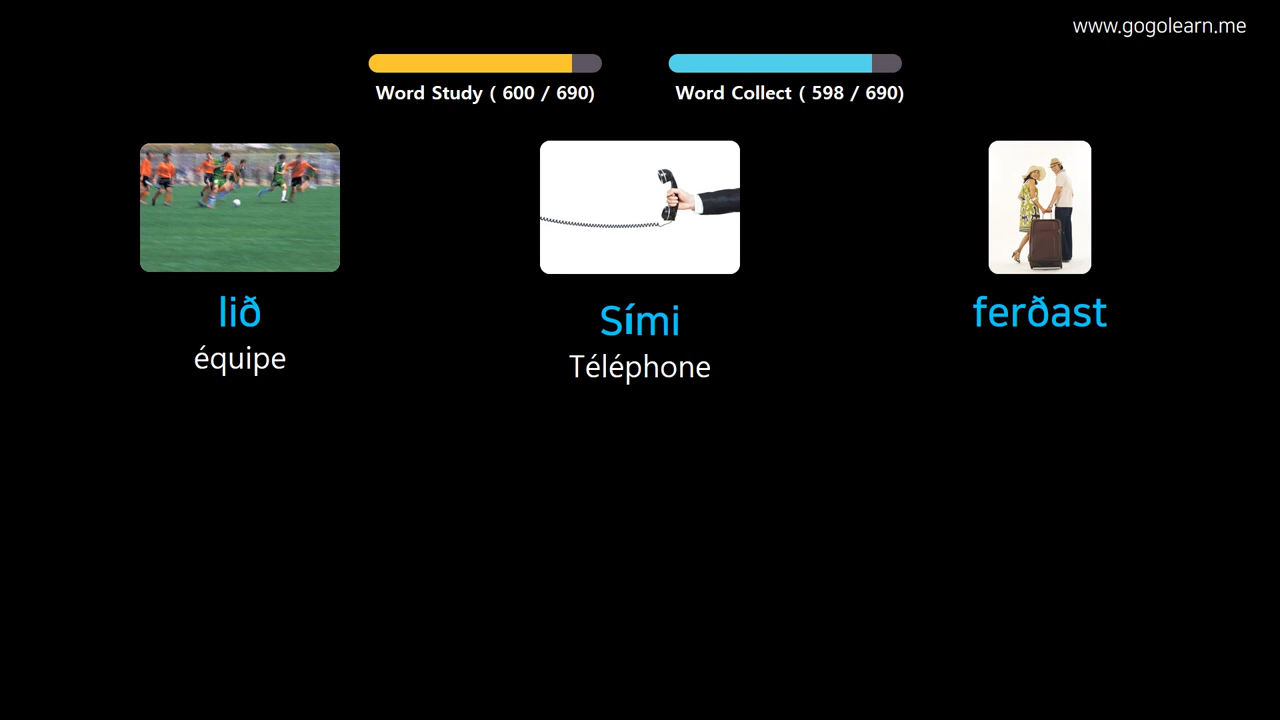 www.gogolearn.me
Word Study ( 600 / 690)
Word Collect ( 598 / 690)
lið
équipe
Sími
Téléphone
ferðast